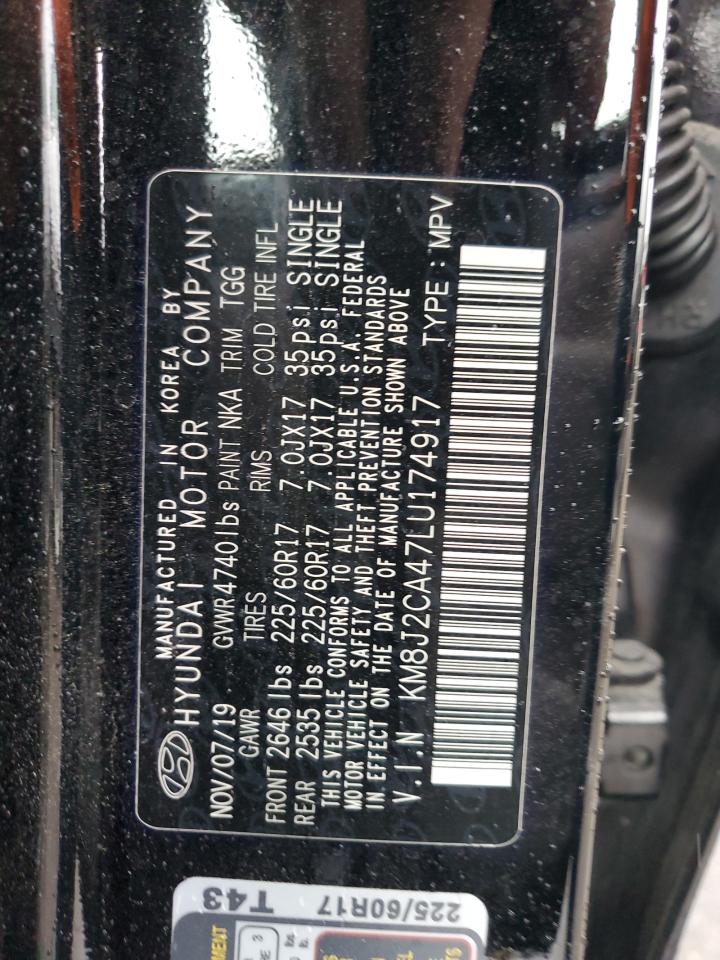 MANUFACTURED IN KOREA BY
HYUNDAI MOTOR COMPANY
NOV/07/19 GVWR4740lbs PAINT NKA TRIM TGG
GAWR TIRES RMS COLD TIRE INFL
FRONT 2646lbs 225/60R17 7.0JX17 35psi SINGLE
REAR 2535lbs 225/60R17 7.0JX17 35psi SINGLE
THIS VEHICLE CONFORMS TO ALL APPLICABLE U.S.A. FEDERAL
MOTOR VEHICLE SAFETY AND THEFT PREVENTION STANDARDS
IN EFFECT ON THE DATE OF MANUFACTURE SHOWN ABOVE
V.I.N KM8J2CA47LU174917 TYPE : MPV
T43
225/60R17
RH